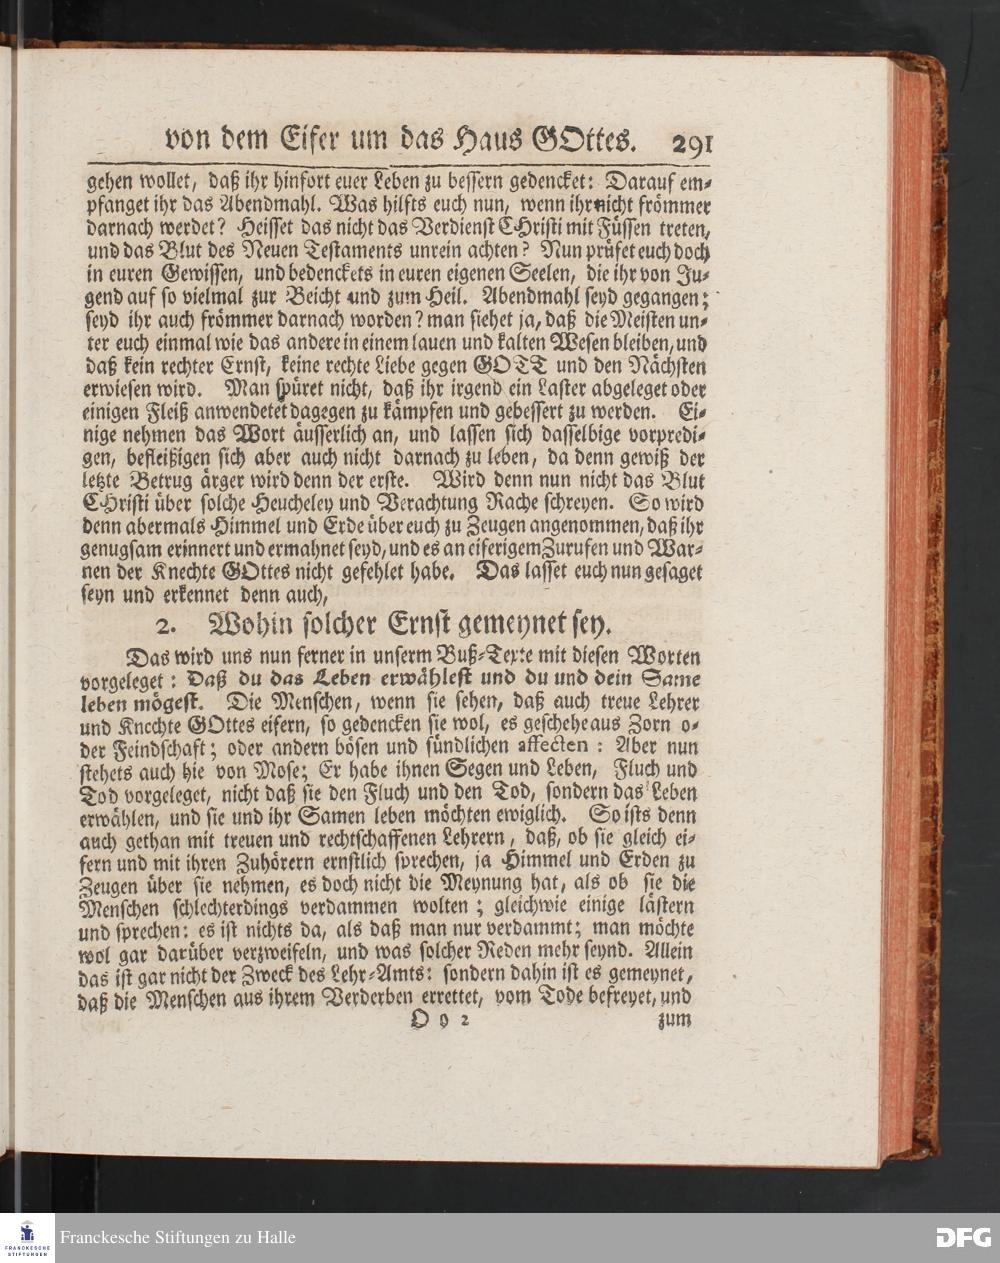 von dem Eifer um das Haus GOttes. 291
gehen wollet, daß ihr hinfort euer Leben zu bessern gedencket: Darauf em-
pfanget ihr das Abendmahl. Was hilfts euch nun, wenn ihr nicht frömmer
darnach werdet? Heisset das nicht das Verdienst CHristi mit Füssen treten,
und das Blut des Neuen Testaments unrein achten? Nun prüfet euch doch
in euren Gewissen, und bedenckets in euren eigenen Seelen, die ihr von Ju-
gend auf so vielmal zur Beicht und zum Heil. Abendmahl seyd gegangen;
seyd ihr auch frömmer darnach worden? man siehet ja, daß die Meisten un-
ter euch einmal wie das andere in einem lauen und kalten Wesen bleiben, und
daß kein rechter Ernst, keine rechte Liebe gegen GOTT und den Nächsten
erwiesen wird. Man spüret nicht, daß ihr irgend ein Laster abgeleget oder
einigen Fleiß anwendetet dagegen zu kämpfen und gebessert zu werden. Ei-
nige nehmen das Wort äusserlich an, und lassen sich dasselbige vorpredi-
gen, befleißigen sich aber auch nicht darnach zu leben, da denn gewiß der
letzte Betrug ärger wird denn der erste. Wird denn nun nicht das Blut
CHristi über solche Heucheley und Verachtung Rache schreyen. So wird
denn abermals Himmel und Erde über euch zu Zeugen angenommen, daß ihr
genugsam erinnert und ermahnet seyd, und es an eiferigem Zurufen und War-
nen der Knechte GOttes nicht gefehlet habe. Das lasset euch nun gesaget
seyn und erkennet denn auch,
2. Wohin solcher Ernst gemeynet sey.
Das wird uns nun ferner in unserm Buß-Texte mit diesen Worten
vorgeleget: Daß du das Leben erwählest und du und dein Same
leben mögest. Die Menschen, wenn sie sehen, daß auch treue Lehrer
und Knechte GOttes eifern, so gedencken sie wol, es geschehe aus Zorn o-
der Feindschaft; oder andern bösen und sündlichen affecten: Aber nun
stehets auch hie von Mose; Er habe ihnen Segen und Leben, Fluch und
Tod vorgeleget, nicht daß sie den Fluch und den Tod, sondern das Leben
erwählen, und sie und ihr Samen leben möchten ewiglich. So ists denn
auch gethan mit treuen und rechtschaffenen Lehrern, daß, ob sie gleich ei-
fern und mit ihren Zuhörern ernstlich sprechen, ja Himmel und Erden zu
Zeugen über sie nehmen, es doch nicht die Meynung hat, als ob sie die
Menschen schlechterdings verdammen wolten; gleichwie einige lästern
und sprechen: es ist nichts da, als daß man nur verdammt; man möchte
wol gar darüber verzweifeln, und was solcher Reden mehr seynd. Allein
das ist gar nicht der Zweck des Lehr-Amts: sondern dahin ist es gemeynet,
daß die Menschen aus ihrem Verderben errettet, vom Tode befreyet, und
O o 2 zum
FRANCKESCHE
STIFTUNGEN
Franckesche Stiftungen zu Halle
DFG